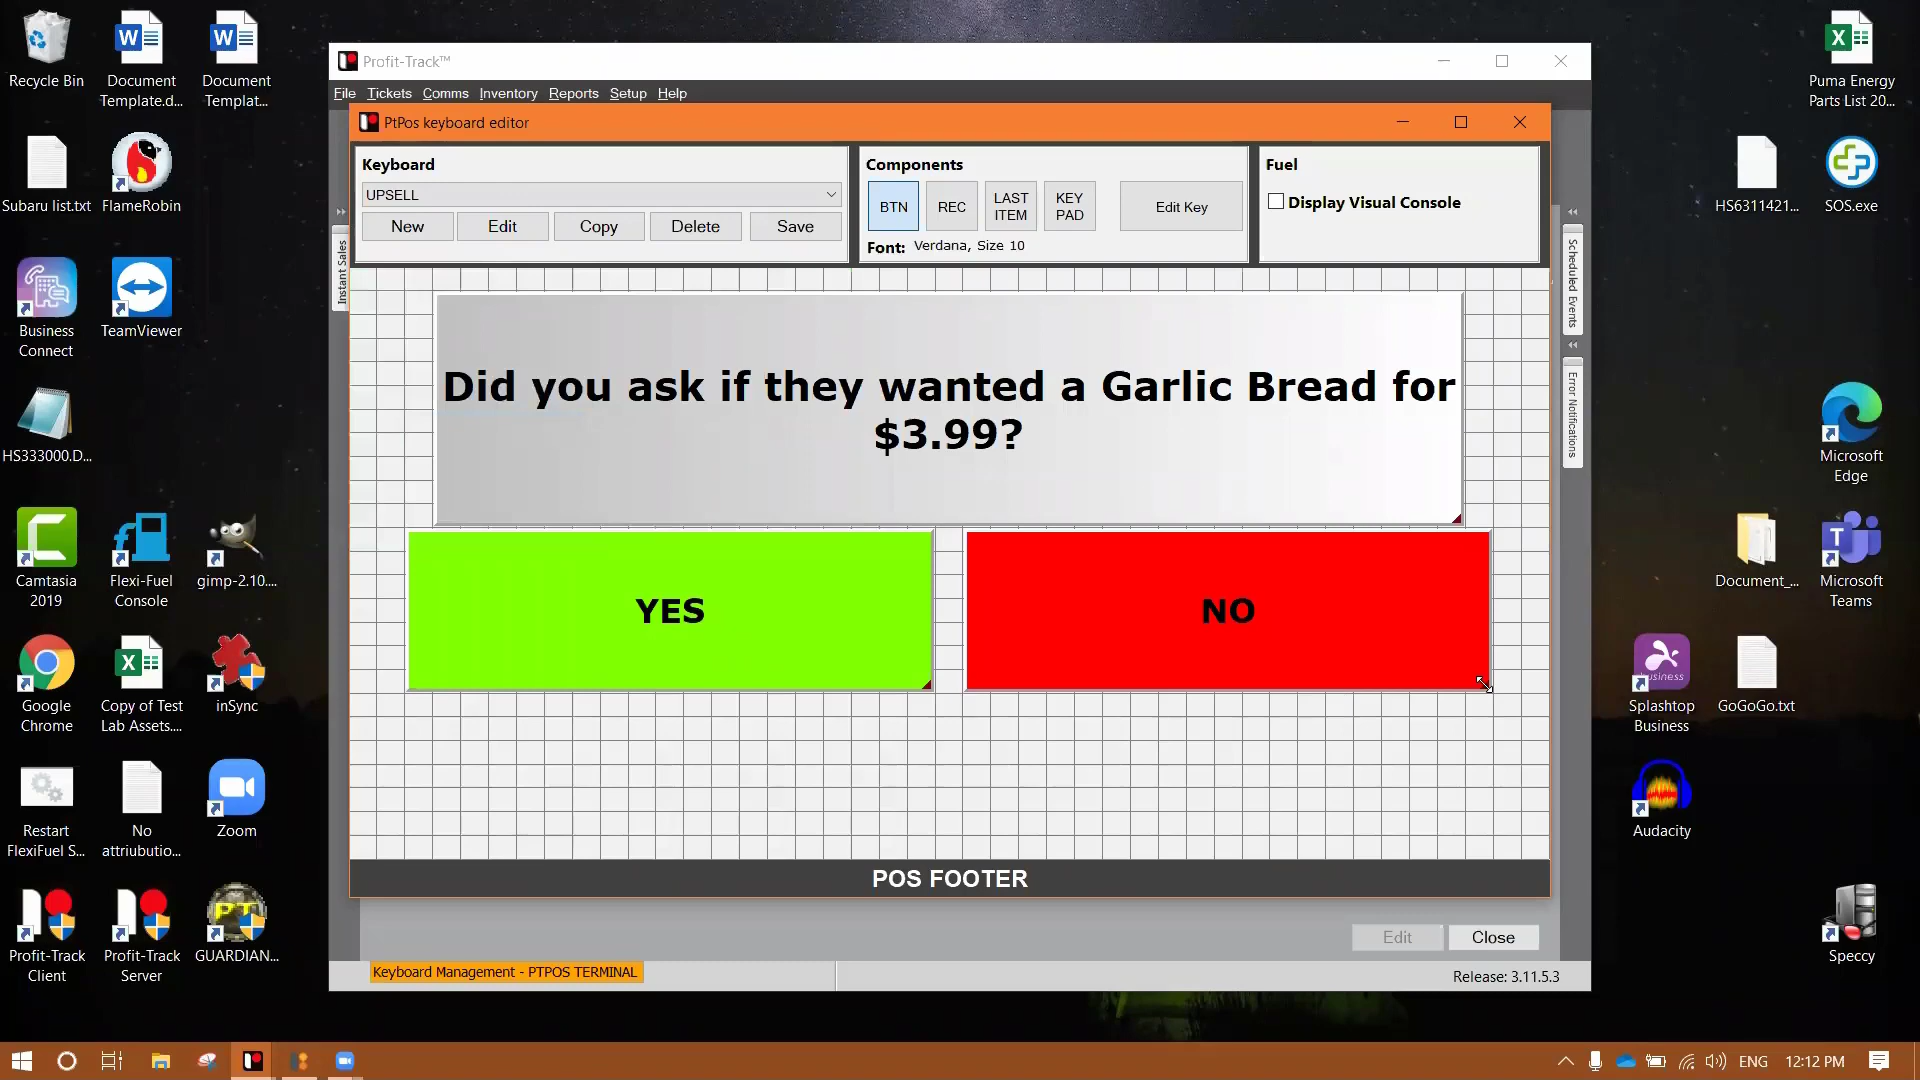 Recycle Bin
Document
Template.d...
Document
Templat...
Subaru list.txt
FlameRobin
Business
Connect
TeamViewer
HS333000.D...
Camtasia
2019
Flexi-Fuel
Console
gimp-2.10....
Google
Chrome
Copy of Test
Lab Assets....
inSync
Restart
FlexiFuel S...
No
attriubutio...
Zoom
Profit-Track
Client
Profit-Track
Server
GUARDIAN...
Profit-Track™
File Tickets Comms Inventory Reports Setup Help
PtPos keyboard editor
Keyboard
UPSELL
New Edit Copy Delete Save
Components
BTN
REC
LAST
ITEM
KEY
PAD
Edit Key
Font: Verdana, Size 10
Fuel
Display Visual Console
Instant Sales
Scheduled Events
Error Notifications
Did you ask if they wanted a Garlic Bread for
$3.99?
YES
NO
POS FOOTER
Edit
Close
Keyboard Management - PTPOS TERMINAL
Release: 3.11.5.3
Puma Energy
Parts List 20...
HS6311421...
SOS.exe
Microsoft
Edge
Document_...
Microsoft
Teams
business
Splashtop
Business
GoGoGo.txt
Audacity
Speccy
ENG
12:12 PM